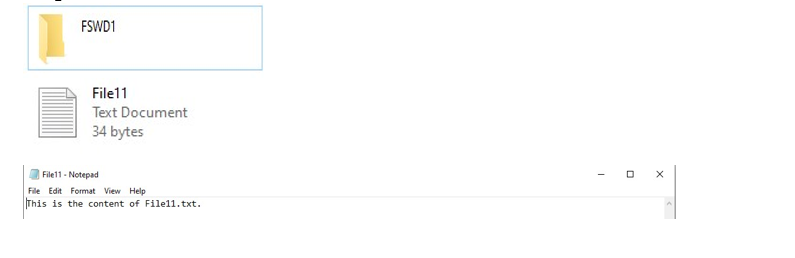 FSWD1
File11
Text Document
34 bytes
File11 - Notepad
File Edit Format View Help
This is the content of File11.txt.